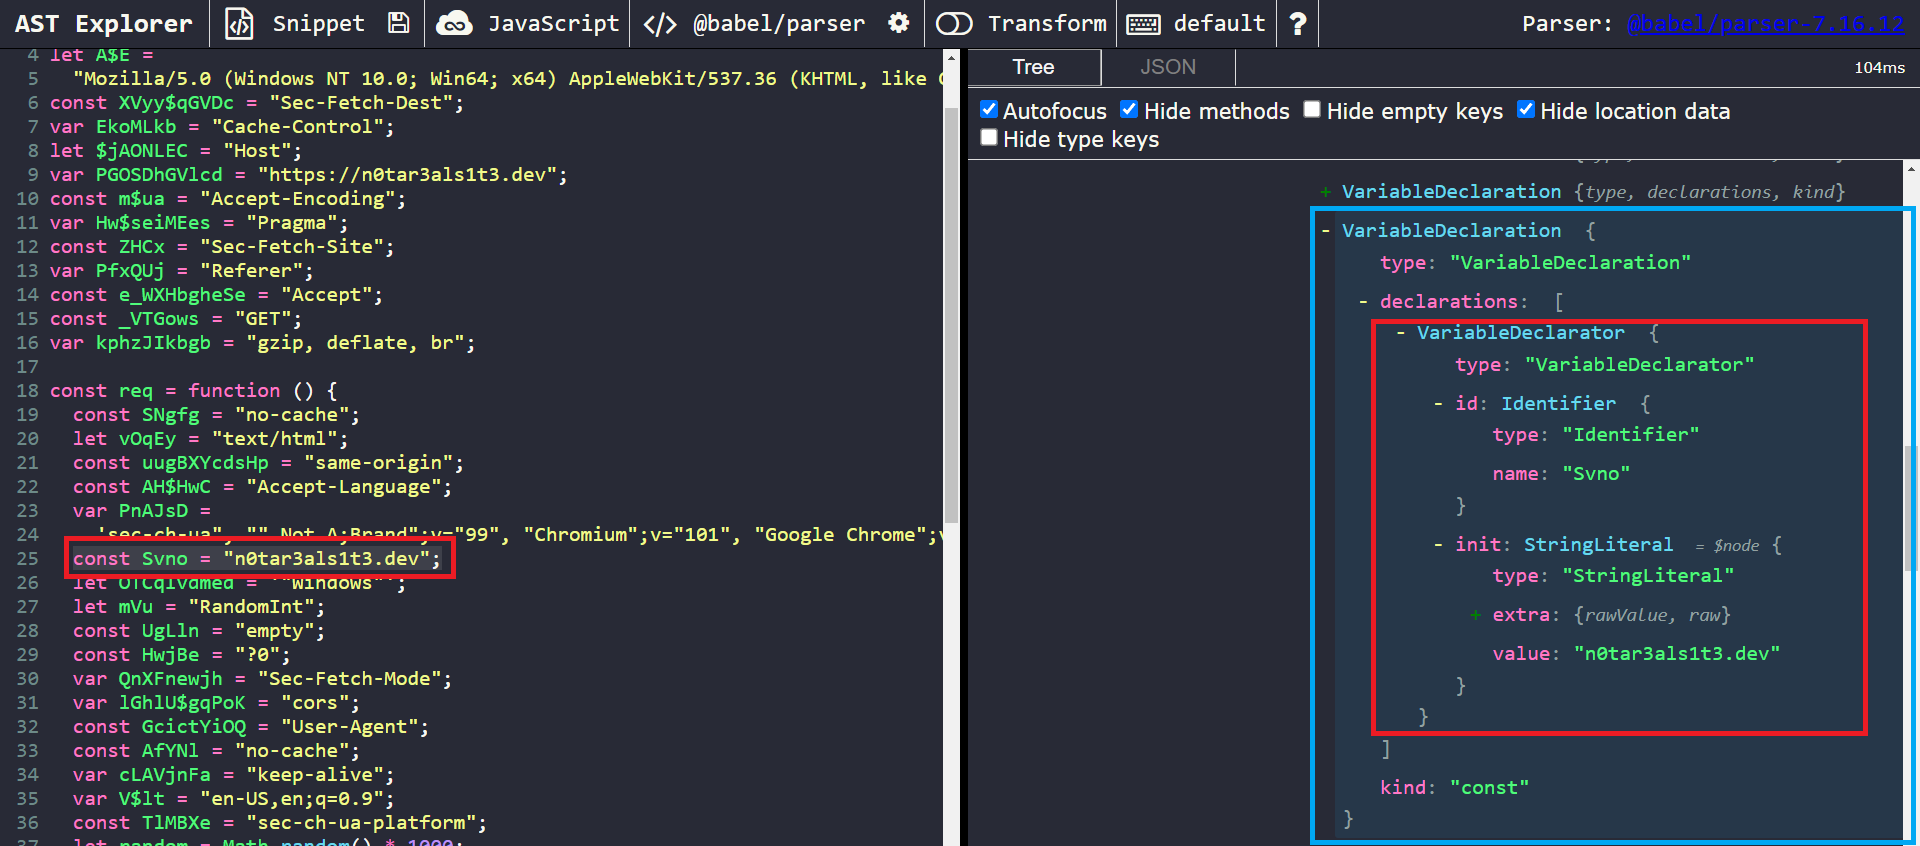 AST Explorer Snippet JavaScript </> @babel/parser Transform default ? Parser: @babel/parser-7.16.12
4 let A$E =
5 "Mozilla/5.0 (Windows NT 10.0; Win64; x64) AppleWebKit/537.36 (KHTML, like
6 const XVyy$qGVDc = "Sec-Fetch-Dest";
7 var EkoMLkb = "Cache-Control";
8 let $jAONLEC = "Host";
9 var PGOSDhGVlcd = "https://n0tar3als1t3.dev";
10 const m$ua = "Accept-Encoding";
11 var Hw$seiMEes = "Pragma";
12 const ZHCx = "Sec-Fetch-Site";
13 var PfxQUj = "Referer";
14 const e_WXHbgheSe = "Accept";
15 const _VTGows = "GET";
16 var kphzJIkbgb = "gzip, deflate, br";
17
18 const req = function () {
19 const SNgfg = "no-cache";
20 let vOqEy = "text/html";
21 const uugBXYcdsHp = "same-origin";
22 const AH$HwC = "Accept-Language";
23 var PnAJsD =
24 'sec-ch-ua", "" Not A;Brand";v="99", "Chromium";v="101", "Google Chrome";v
25 const Svno = "n0tar3als1t3.dev";
26 let OTCqIvdmed = '"Windows"';
27 let mVu = "RandomInt";
28 const UgLln = "empty";
29 const HwjBe = "?0";
30 var QnXFnewjh = "Sec-Fetch-Mode";
31 var lGhlU$gqPoK = "cors";
32 const GcictYiOQ = "User-Agent";
33 const AfYNl = "no-cache";
34 var cLAVjnFa = "keep-alive";
35 var V$lt = "en-US,en;q=0.9";
36 const TlMBXe = "sec-ch-ua-platform";
37 let random = Math.random() * 1000;
Tree JSON 104ms
Autofocus Hide methods Hide empty keys Hide location data
Hide type keys
+ VariableDeclaration {type, declarations, kind}
- VariableDeclaration {
type: "VariableDeclaration"
- declarations: [
- VariableDeclarator {
type: "VariableDeclarator"
- id: Identifier {
type: "Identifier"
name: "Svno"
}
- init: StringLiteral = $node {
type: "StringLiteral"
+ extra: {rawValue, raw}
value: "n0tar3als1t3.dev"
}
}
]
kind: "const"
}